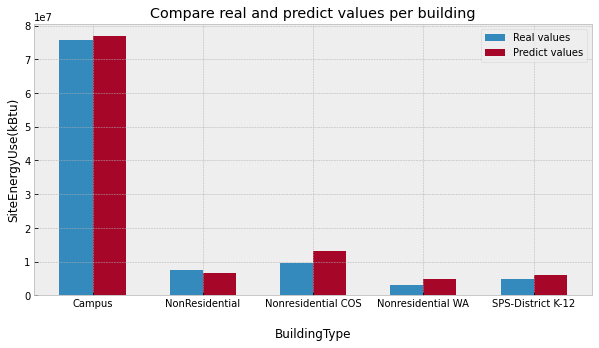 Compare real and predict values per building
1e7
Real values
Predict values
8
7
6
5
4
3
2
1
0
SiteEnergyUse(kBtu)
Campus
NonResidential
Nonresidential COS
Nonresidential WA
SPS-District K-12
BuildingType